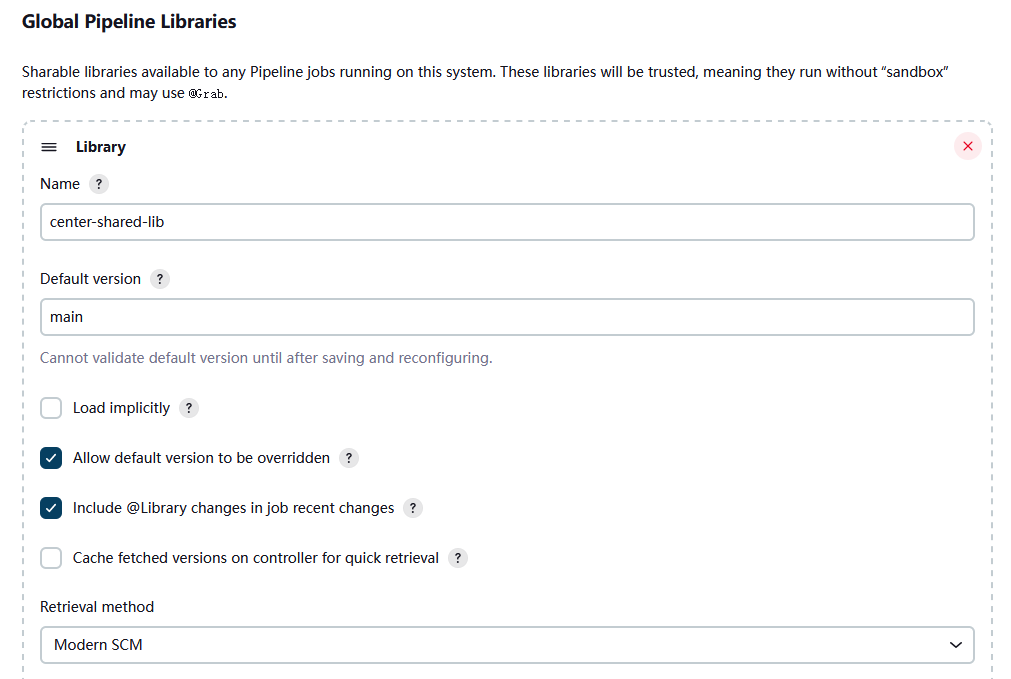 Global Pipeline Libraries
Sharable libraries available to any Pipeline jobs running on this system. These libraries will be trusted, meaning they run without “sandbox”
restrictions and may use @Grab.
Library
Name ?
center-shared-lib
Default version ?
main
Cannot validate default version until after saving and reconfiguring.
Load implicitly ?
Allow default version to be overridden ?
Include @Library changes in job recent changes ?
Cache fetched versions on controller for quick retrieval ?
Retrieval method
Modern SCM